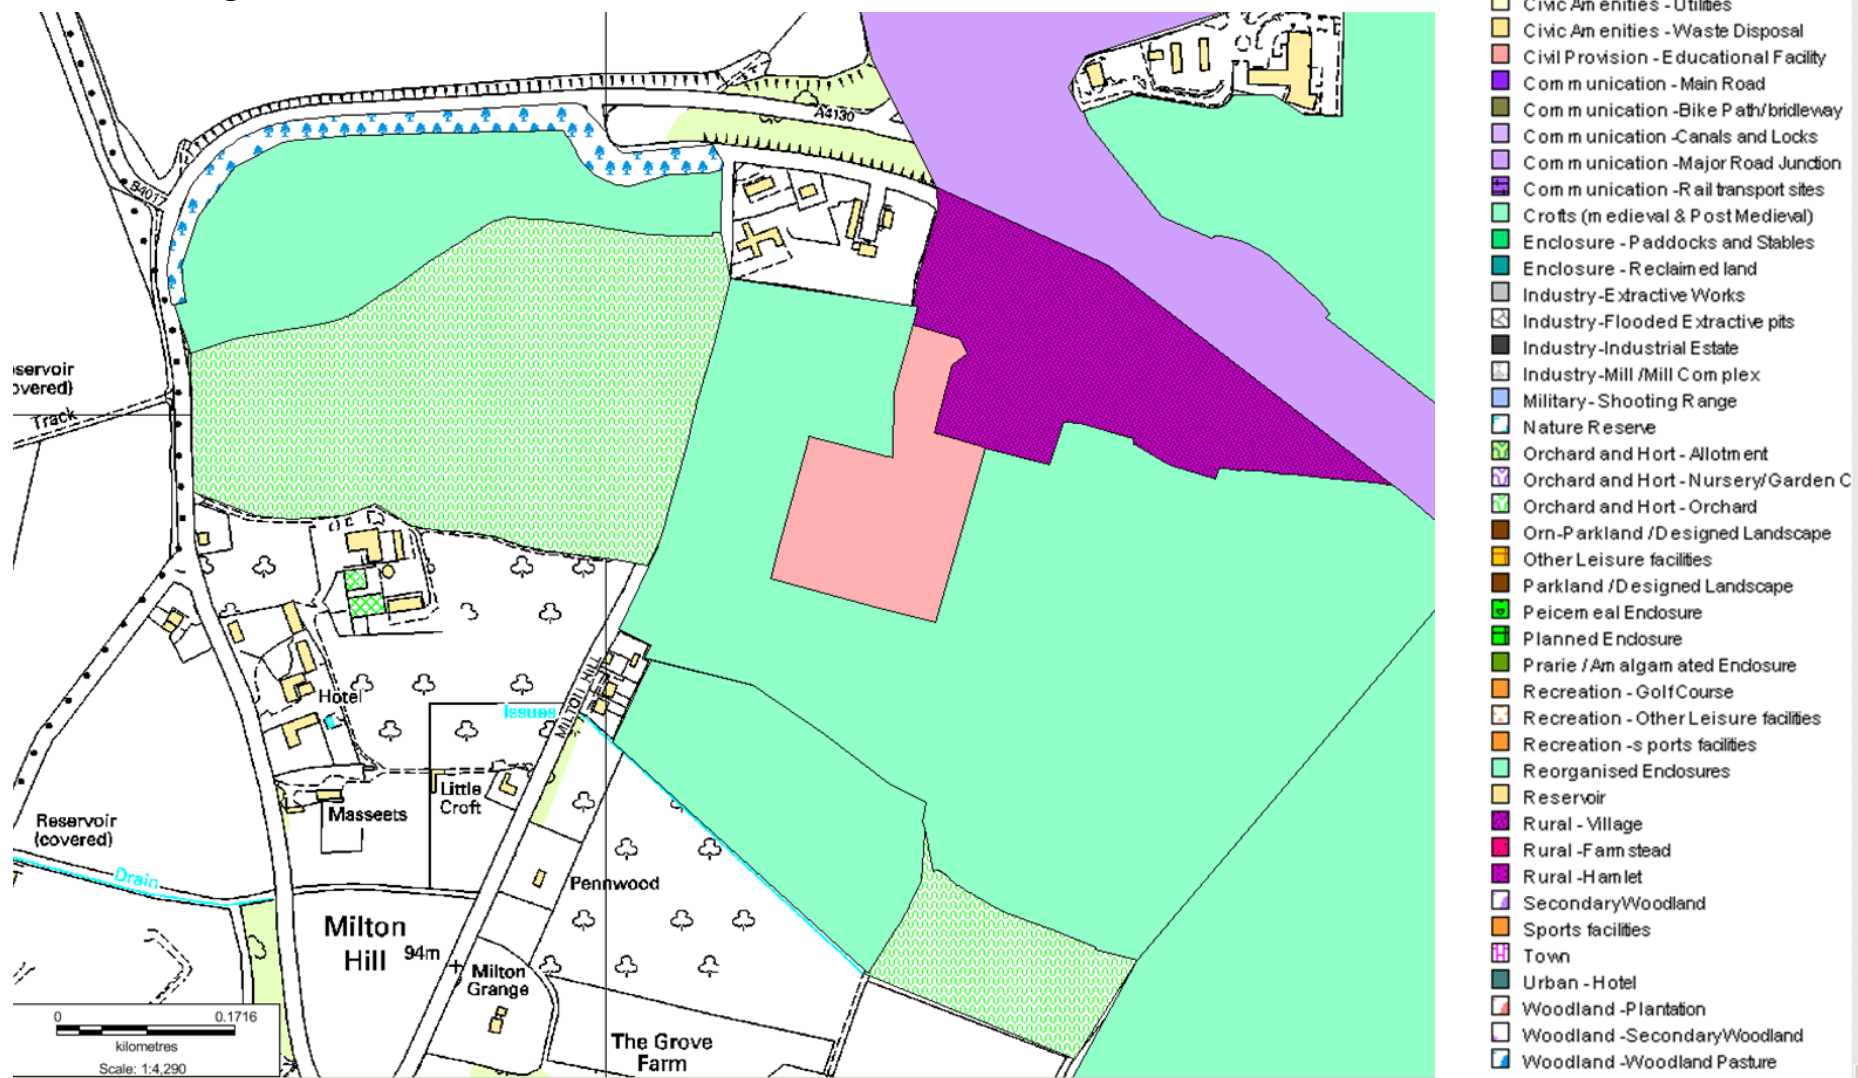 A4130
B4017
Track
Issues
MILTON HILL
Hotel
Little
Croft
Masseets
Reservoir
(covered)
Drain
Pennwood
Milton
Hill
94m
Milton
Grange
The Grove
Farm
0 0.1716
kilometres
Scale: 1:4,290
Civic Amenities - Utilities
Civic Amenities - Waste Disposal
Civil Provision - Educational Facility
Communication - Main Road
Communication -Bike Path/bridleway
Communication -Canals and Locks
Communication -Major Road Junction
Communication -Rail transport sites
Crofts (medieval & Post Medieval)
Enclosure - Paddocks and Stables
Enclosure - Reclaimed land
Industry-Extractive Works
Industry-Flooded Extractive pits
Industry-Industrial Estate
Industry-Mill /Mill Complex
Military - Shooting Range
Nature Reserve
Orchard and Hort - Allotment
Orchard and Hort - Nursery/Garden C
Orchard and Hort - Orchard
Orn-Parkland /Designed Landscape
Other Leisure facilities
Parkland /Designed Landscape
Peicemeal Enclosure
Planned Enclosure
Prarie /Amalgamated Enclosure
Recreation - Golf Course
Recreation - Other Leisure facilities
Recreation -sports facilities
Reorganised Enclosures
Reservoir
Rural - Village
Rural -Farmstead
Rural -Hamlet
SecondaryWoodland
Sports facilities
Town
Urban - Hotel
Woodland -Plantation
Woodland -SecondaryWoodland
Woodland -Woodland Pasture